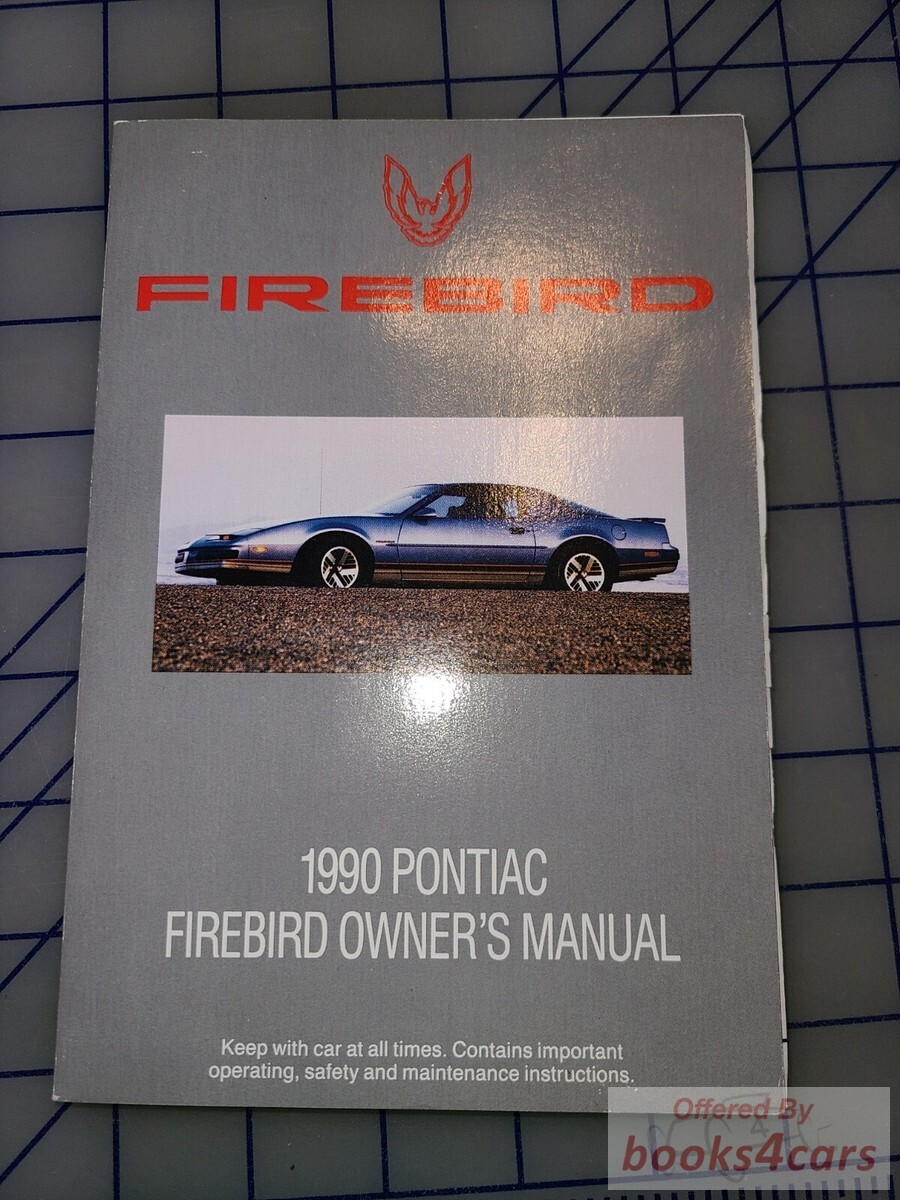 FIREBIRD
1990 PONTIAC
FIREBIRD OWNER'S MANUAL
Keep with car at all times. Contains important
operating, safety and maintenance instructions.
Offered By
books4cars